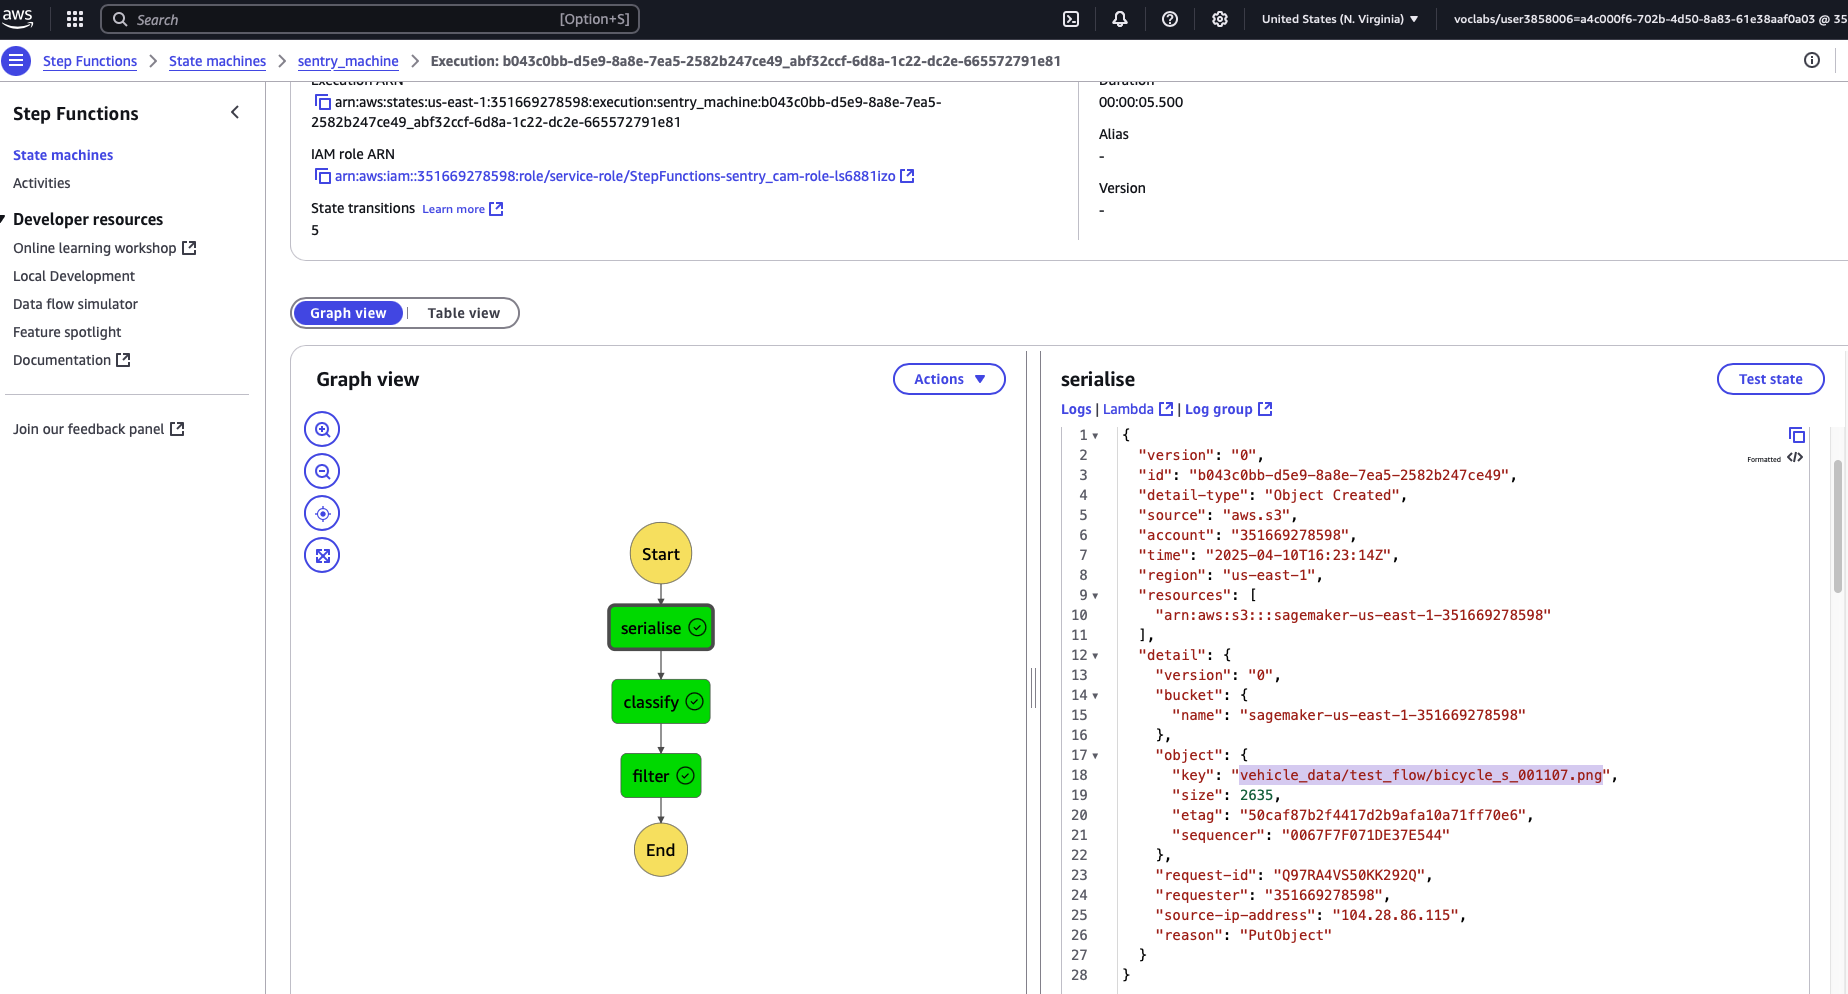 aws
Search [Option+S]
United States (N. Virginia) ▼
voclabs/user3858006=a4c000f6-702b-4d50-8a83-61e38aaf0a03 @ 35
Step Functions > State machines > sentry_machine > Execution: b043c0bb-d5e9-8a8e-7ea5-2582b247ce49_abf32ccf-6d8a-1c22-dc2e-665572791e81
Step Functions
State machines
Activities
Developer resources
Online learning workshop
Local Development
Data flow simulator
Feature spotlight
Documentation
Join our feedback panel
Execution ARN
arn:aws:states:us-east-1:351669278598:execution:sentry_machine:b043c0bb-d5e9-8a8e-7ea5-
2582b247ce49_abf32ccf-6d8a-1c22-dc2e-665572791e81
IAM role ARN
arn:aws:iam::351669278598:role/service-role/StepFunctions-sentry_cam-role-ls6881izo
State transitions Learn more
5
Duration
00:00:05.500
Alias
-
Version
-
Graph view | Table view
Graph view
Actions ▼
Start
serialise
classify
filter
End
serialise
Test state
Logs | Lambda | Log group
Formatted </>
1 {
2 "version": "0",
3 "id": "b043c0bb-d5e9-8a8e-7ea5-2582b247ce49",
4 "detail-type": "Object Created",
5 "source": "aws.s3",
6 "account": "351669278598",
7 "time": "2025-04-10T16:23:14Z",
8 "region": "us-east-1",
9 "resources": [
10 "arn:aws:s3:::sagemaker-us-east-1-351669278598"
11 ],
12 "detail": {
13 "version": "0",
14 "bucket": {
15 "name": "sagemaker-us-east-1-351669278598"
16 },
17 "object": {
18 "key": "vehicle_data/test_flow/bicycle_s_001107.png",
19 "size": 2635,
20 "etag": "50caf87b2f4417d2b9afa10a71ff70e6",
21 "sequencer": "0067F7F071DE37E544"
22 },
23 "request-id": "Q97RA4VS50KK292Q",
24 "requester": "351669278598",
25 "source-ip-address": "104.28.86.115",
26 "reason": "PutObject"
27 }
28 }